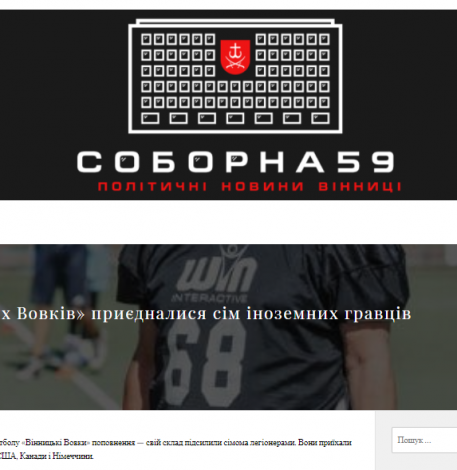 СОБОРНА59
ПОЛІТИЧНІ НОВИНИ ВІННИЦІ
WIN
INTERACTIVE
х Вовків» приєдналися сім іноземних гравців
68
тболу «Вінницькі Вовки» поповнення — свій склад підсилили сімома легіонерами. Вони приїхали
США, Канади і Німеччини.
Пошук …